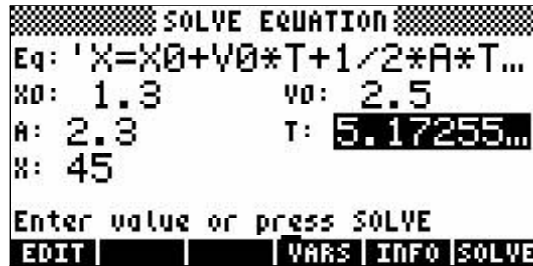 SOLVE EQUATION
Eq: 'X=X0+V0*T+1/2*A*T…
X0: 1.3 V0: 2.5
A: 2.3 T: 5.17255…
X: 45
Enter value or press SOLVE
EDIT VARS INFO SOLVE